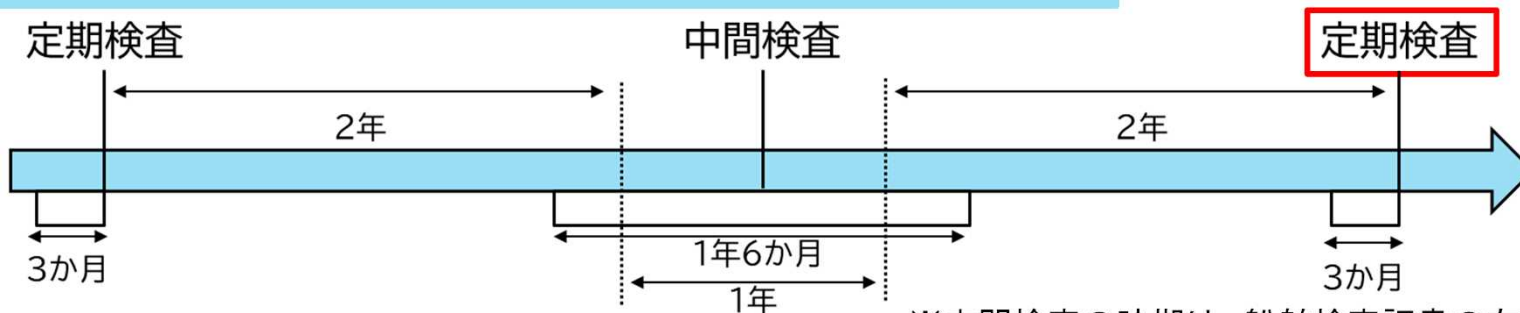 定期検査
中間検査
定期検査
2年
2年
3か月
1年6か月
3か月
1年